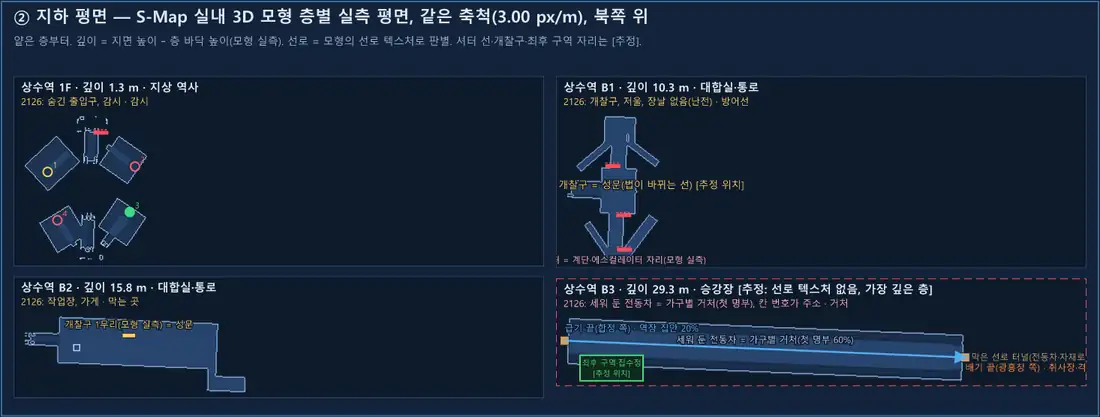 ② 지하 평면 — S-Map 실내 3D 모형 층별 실측 평면, 같은 축척(3.00 px/m), 북쪽 위
얕은 층부터. 깊이 = 지면 높이 − 층 바닥 높이(모형 실측). 선로 = 모형의 선로 텍스처로 판별. 셔터 선·개찰구·최후 구역 자리는 [추정].
상수역 1F · 깊이 1.3 m · 지상 역사
2126: 숨긴 출입구, 감시 · 감시
1
2
4
3
상수역 B1 · 깊이 10.3 m · 대합실·통로
2126: 개찰구, 저울, 장날 없음(난전) · 방어선
개찰구 = 성문(법이 바뀌는 선) [추정 위치]
= 계단·에스컬레이터 자리(모형 실측)
상수역 B2 · 깊이 15.8 m · 대합실·통로
2126: 작업장, 가게 · 막는 곳
개찰구 1무리(모형 실측) = 성문
상수역 B3 · 깊이 29.3 m · 승강장 [추정: 선로 텍스처 없음, 가장 깊은 층]
2126: 세워 둔 전동차 = 가구별 거처(첫 명부), 칸 번호가 주소 · 거처
급기 끝(합정 쪽) · 역장 집안 20%
세워 둔 전동차 = 가구별 거처(첫 명부 60%)
막은 선로 터널(전동차·자재로
배기 끝(광흥창 쪽) · 취사장·격
최후 구역·집수정
[추정 위치]